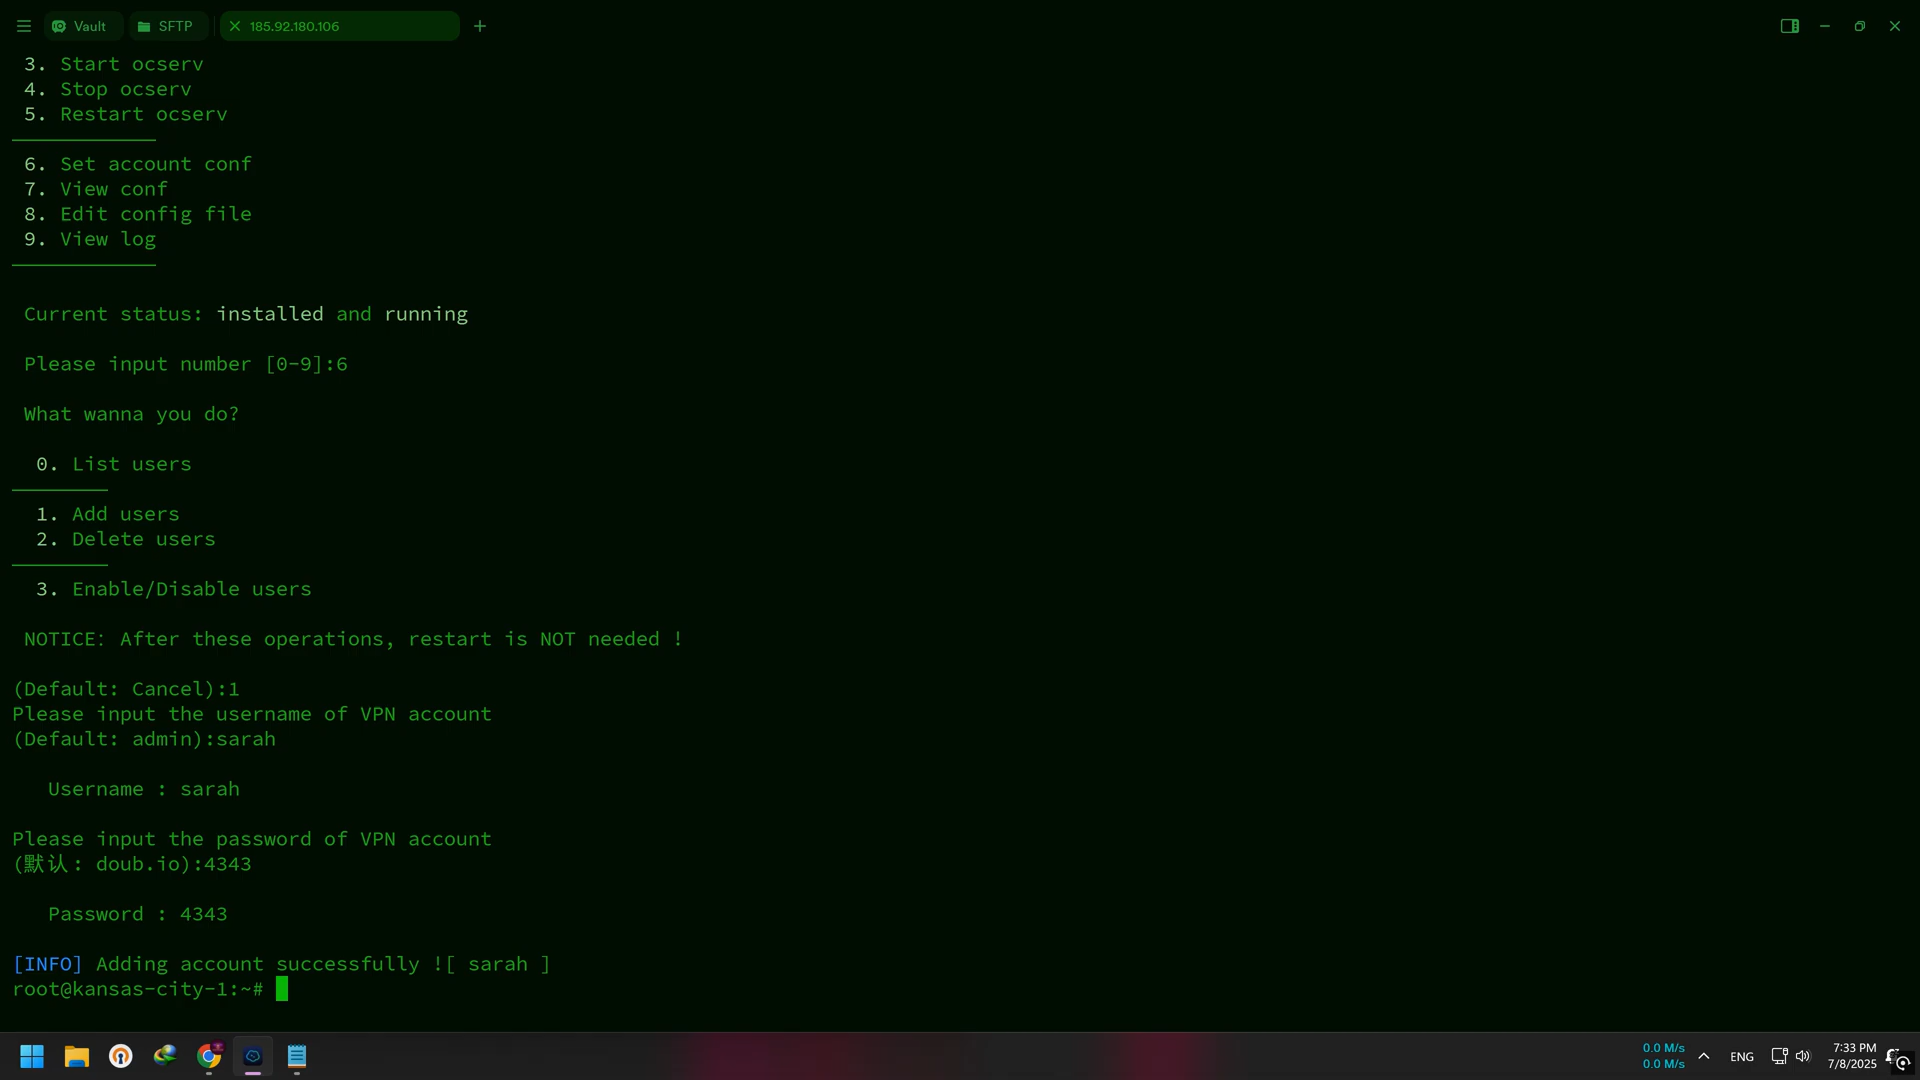 Vault SFTP 185.92.180.106
3. Start ocserv
4. Stop ocserv
5. Restart ocserv
6. Set account conf
7. View conf
8. Edit config file
9. View log
Current status: installed and running
Please input number [0-9]:6
What wanna you do?
0. List users
1. Add users
2. Delete users
3. Enable/Disable users
NOTICE: After these operations, restart is NOT needed !
(Default: Cancel):1
Please input the username of VPN account
(Default: admin):sarah
Username : sarah
Please input the password of VPN account
(默认: doub.io):4343
Password : 4343
[INFO] Adding account successfully ![ sarah ]
root@kansas-city-1:~#
0.0 M/s
0.0 M/s
ENG
7:33 PM
7/8/2025